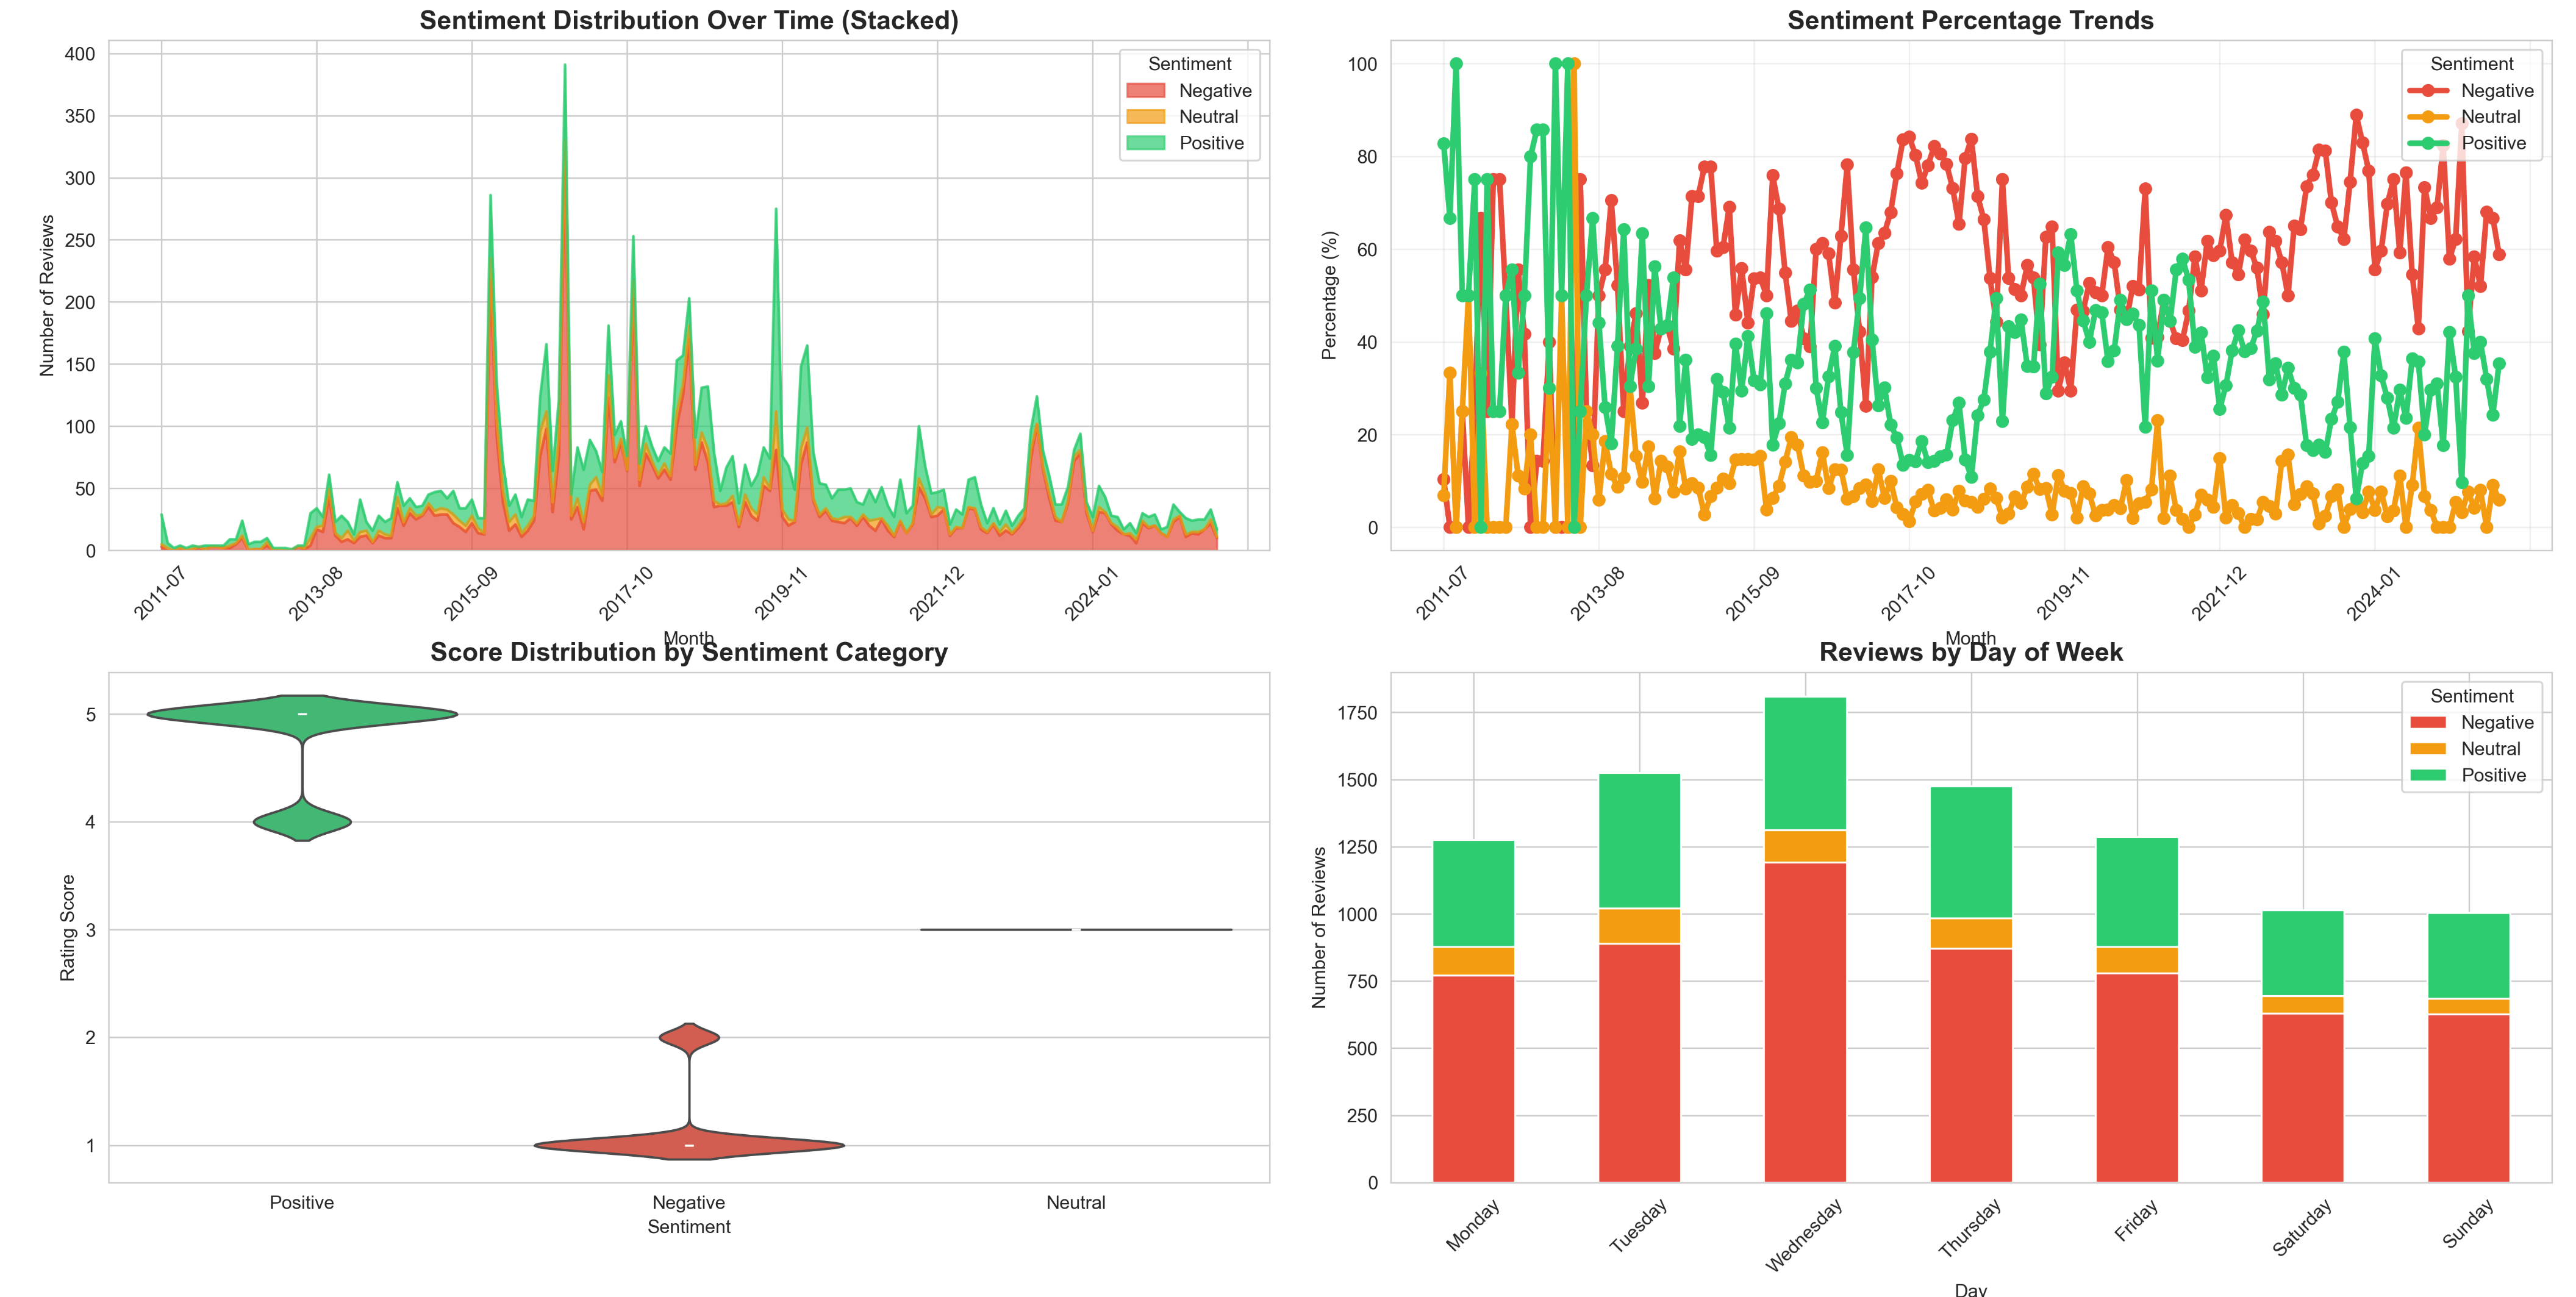 Sentiment Distribution Over Time (Stacked)
400
350
300
250
200
150
100
50
0
Number of Reviews
Sentiment
Negative
Neutral
Positive
2011-07
2013-08
2015-09
2017-10
2019-11
2021-12
2024-01
Month
Sentiment Percentage Trends
100
80
60
40
20
0
Percentage (%)
Sentiment
Negative
Neutral
Positive
2011-07
2013-08
2015-09
2017-10
2019-11
2021-12
2024-01
Month
Score Distribution by Sentiment Category
5
4
3
2
1
Rating Score
Positive
Negative
Neutral
Sentiment
Reviews by Day of Week
1750
1500
1250
1000
750
500
250
0
Number of Reviews
Sentiment
Negative
Neutral
Positive
Monday
Tuesday
Wednesday
Thursday
Friday
Saturday
Sunday
Day